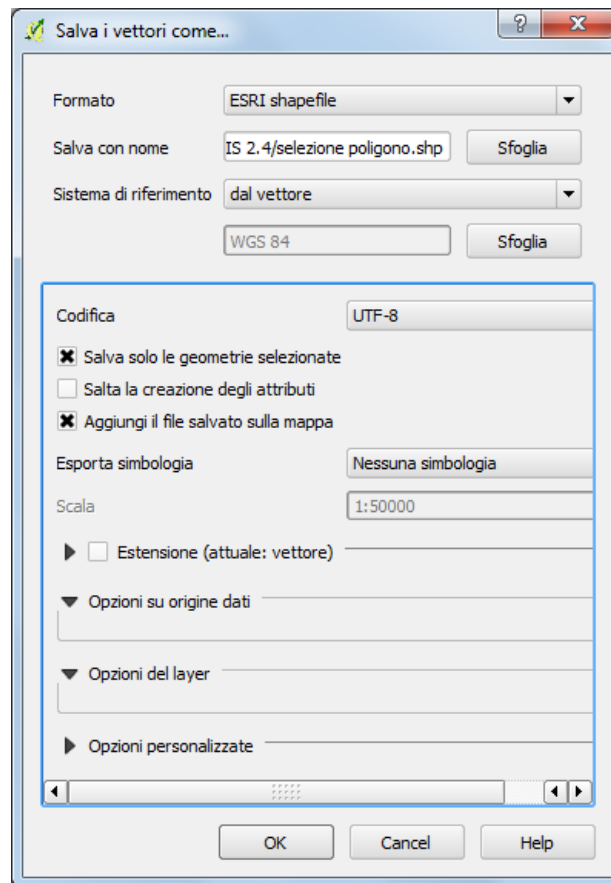 Salva i vettori come...
Formato ESRI shapefile
Salva con nome IS 2.4/selezione poligono.shp Sfoglia
Sistema di riferimento dal vettore
WGS 84 Sfoglia
Codifica UTF-8
Salva solo le geometrie selezionate
Salta la creazione degli attributi
Aggiungi il file salvato sulla mappa
Esporta simbologia Nessuna simbologia
Scala 1:50000
Estensione (attuale: vettore)
Opzioni su origine dati
Opzioni del layer
Opzioni personalizzate
OK Cancel Help